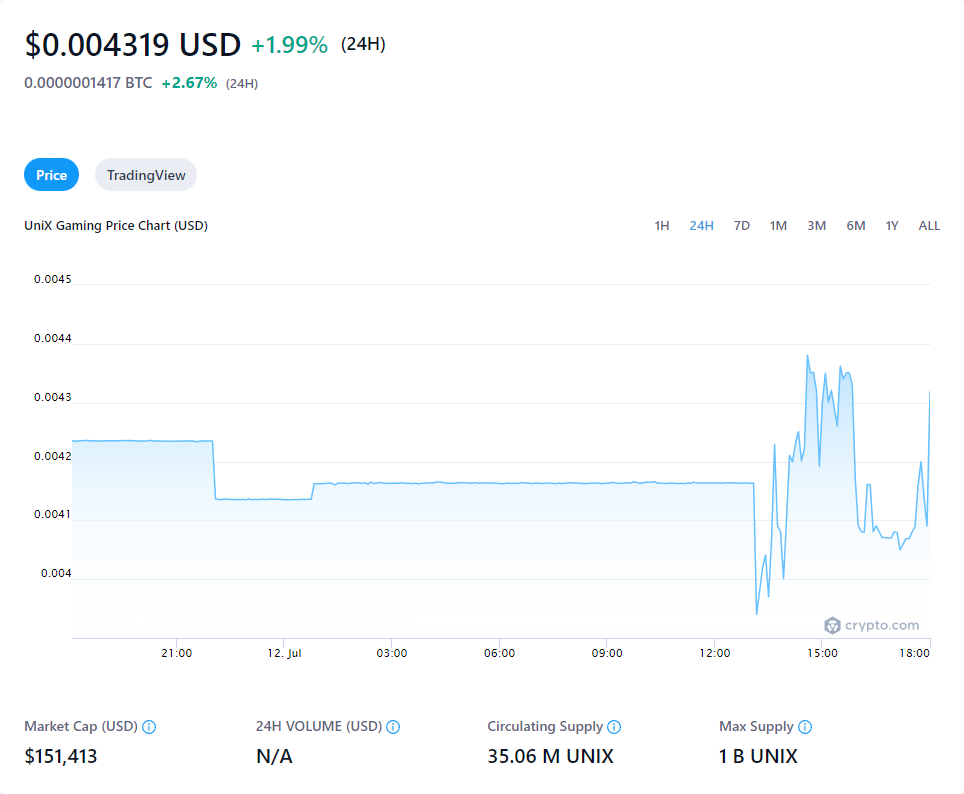 $0.004319 USD +1.99% (24H)
0.0000001417 BTC +2.67% (24H)
Price TradingView
UniX Gaming Price Chart (USD) 1H 24H 7D 1M 3M 6M 1Y ALL
0.0045
0.0044
0.0043
0.0042
0.0041
0.004
crypto.com
21:00 12. Jul 03:00 06:00 09:00 12:00 15:00 18:00
Market Cap (USD) 24H VOLUME (USD) Circulating Supply Max Supply
$151,413 N/A 35.06 M UNIX 1 B UNIX